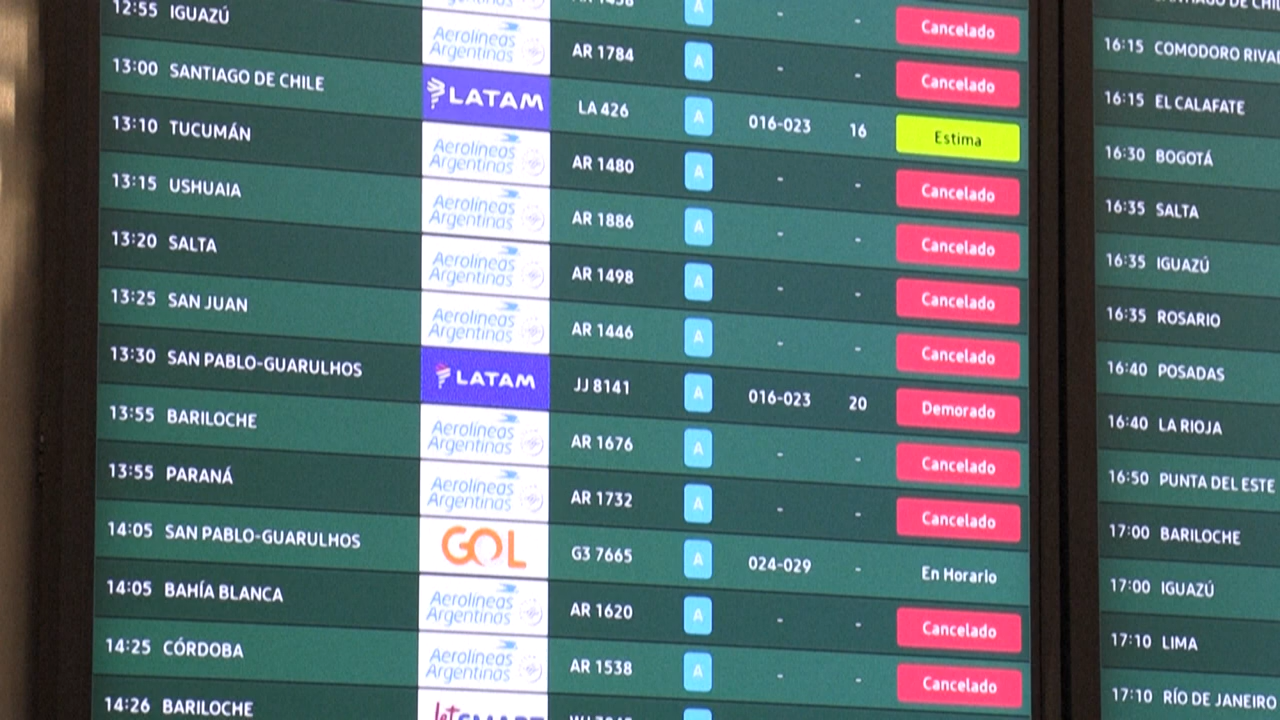 A - - Cancelado
12:55 IGUAZÚ Aerolíneas Argentinas AR 1784 A - - Cancelado
13:00 SANTIAGO DE CHILE LATAM LA 426 A 016-023 16 Estima
13:10 TUCUMÁN Aerolíneas Argentinas AR 1480 A - - Cancelado
13:15 USHUAIA Aerolíneas Argentinas AR 1886 A - - Cancelado
13:20 SALTA Aerolíneas Argentinas AR 1498 A - - Cancelado
13:25 SAN JUAN Aerolíneas Argentinas AR 1446 A - - Cancelado
13:30 SAN PABLO-GUARULHOS LATAM JJ 8141 A 016-023 20 Demorado
13:55 BARILOCHE Aerolíneas Argentinas AR 1676 A - - Cancelado
13:55 PARANÁ Aerolíneas Argentinas AR 1732 A - - Cancelado
14:05 SAN PABLO-GUARULHOS GOL G3 7665 A 024-029 - En Horario
14:05 BAHÍA BLANCA Aerolíneas Argentinas AR 1620 A - - Cancelado
14:25 CÓRDOBA Aerolíneas Argentinas AR 1538 A - - Cancelado
14:26 BARILOCHE
16:15 COMODORO RIVA
16:15 EL CALAFATE
16:30 BOGOTÁ
16:35 SALTA
16:35 IGUAZÚ
16:35 ROSARIO
16:40 POSADAS
16:40 LA RIOJA
16:50 PUNTA DEL ESTE
17:00 BARILOCHE
17:00 IGUAZÚ
17:10 LIMA
17:10 RÍO DE JANEIRO